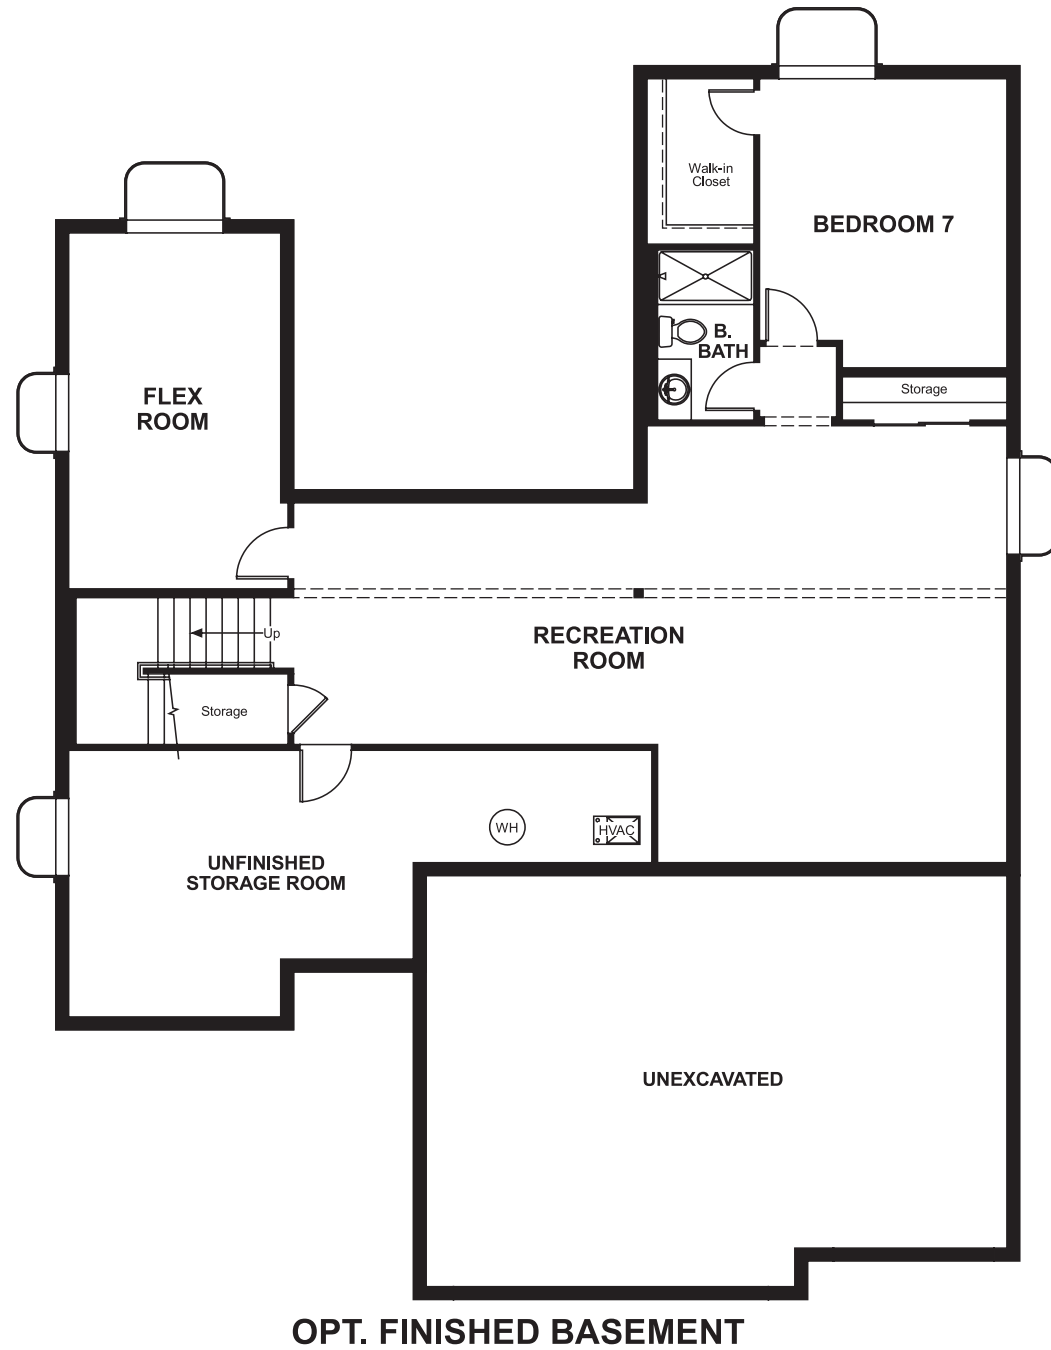 Walk-in
Closet
BEDROOM 7
B.
BATH
Storage
FLEX
ROOM
Up
RECREATION
ROOM
Storage
WH
HVAC
UNFINISHED
STORAGE ROOM
UNEXCAVATED
OPT. FINISHED BASEMENT